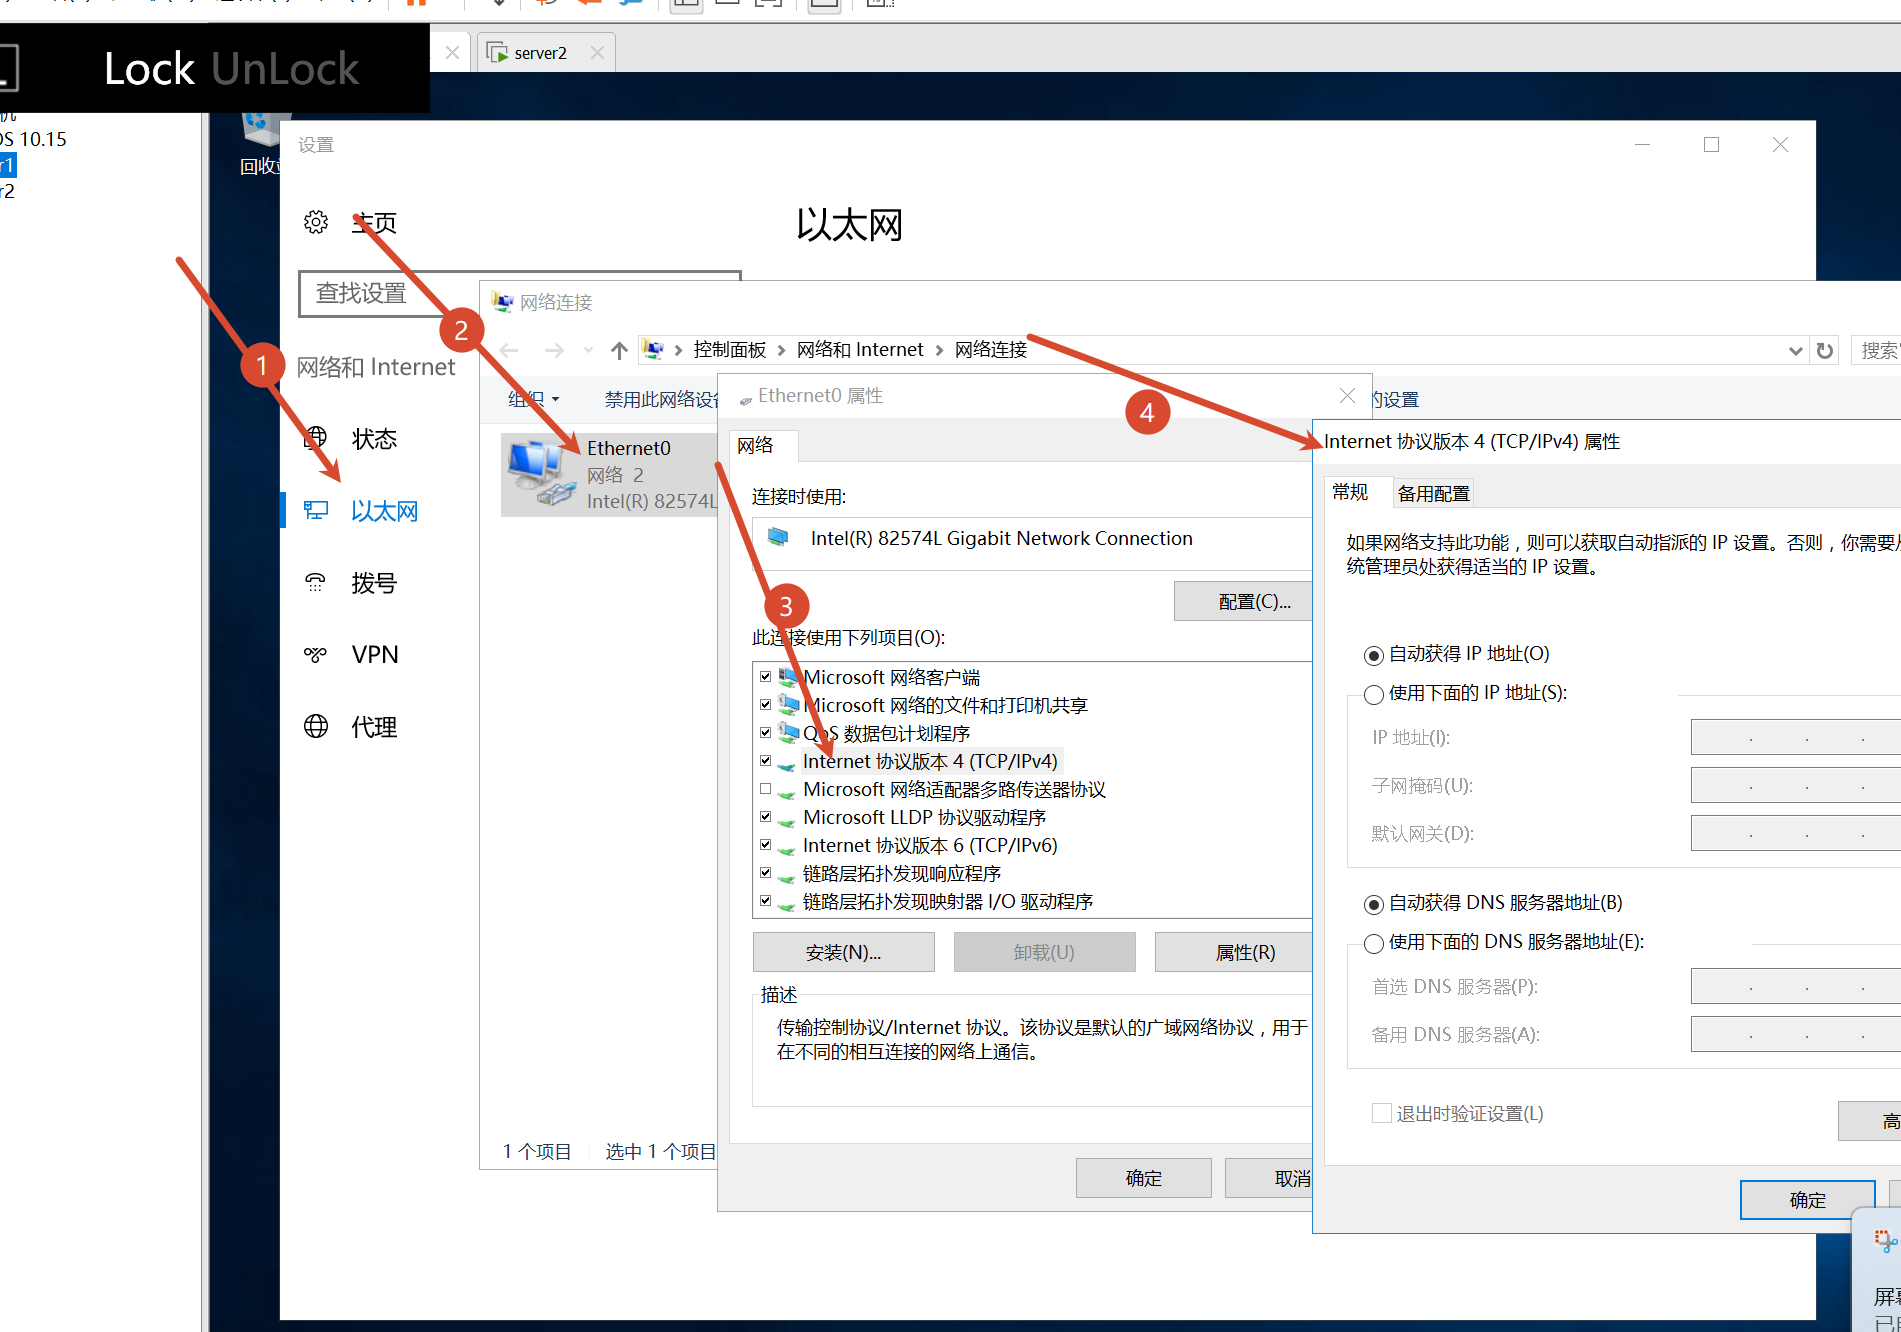 Lock UnLock
server2
机
OS 10.15
r1
r2
回收站
设置
主页
以太网
查找设置
网络和 Internet
状态
以太网
拨号
VPN
代理
1
2
3
4
网络连接
控制面板 › 网络和 Internet › 网络连接
搜索
组织
禁用此网络设备
的设置
Ethernet0
网络 2
Intel(R) 82574L
1 个项目
选中 1 个项目
Ethernet0 属性
网络
连接时使用:
Intel(R) 82574L Gigabit Network Connection
配置(C)...
此连接使用下列项目(O):
Microsoft 网络客户端
Microsoft 网络的文件和打印机共享
QoS 数据包计划程序
Internet 协议版本 4 (TCP/IPv4)
Microsoft 网络适配器多路传送器协议
Microsoft LLDP 协议驱动程序
Internet 协议版本 6 (TCP/IPv6)
链路层拓扑发现响应程序
链路层拓扑发现映射器 I/O 驱动程序
安装(N)...
卸载(U)
属性(R)
描述
传输控制协议/Internet 协议。该协议是默认的广域网络协议，用于
在不同的相互连接的网络上通信。
确定
取消
Internet 协议版本 4 (TCP/IPv4) 属性
常规
备用配置
如果网络支持此功能，则可以获取自动指派的 IP 设置。否则，你需要从
统管理员处获得适当的 IP 设置。
自动获得 IP 地址(O)
使用下面的 IP 地址(S):
IP 地址(I):
子网掩码(U):
默认网关(D):
自动获得 DNS 服务器地址(B)
使用下面的 DNS 服务器地址(E):
首选 DNS 服务器(P):
备用 DNS 服务器(A):
退出时验证设置(L)
高
确定
屏幕
已